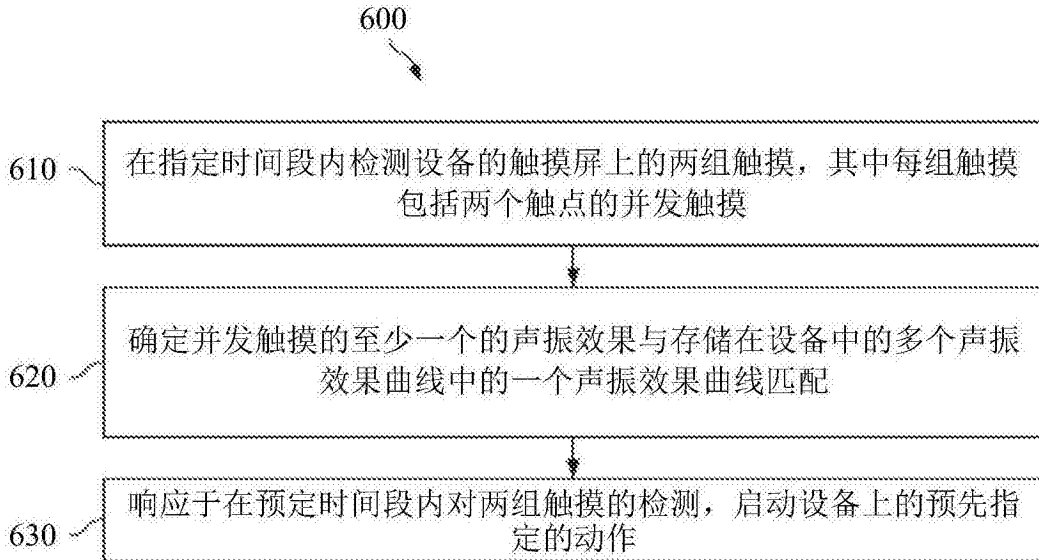 600
610
在指定时间段内检测设备的触摸屏上的两组触摸，其中每组触摸
包括两个触点的并发触摸
620
确定并发触摸的至少一个的声振效果与存储在设备中的多个声振
效果曲线中的一个声振效果曲线匹配
630
响应于在预定时间段内对两组触摸的检测，启动设备上的预先指
定的动作